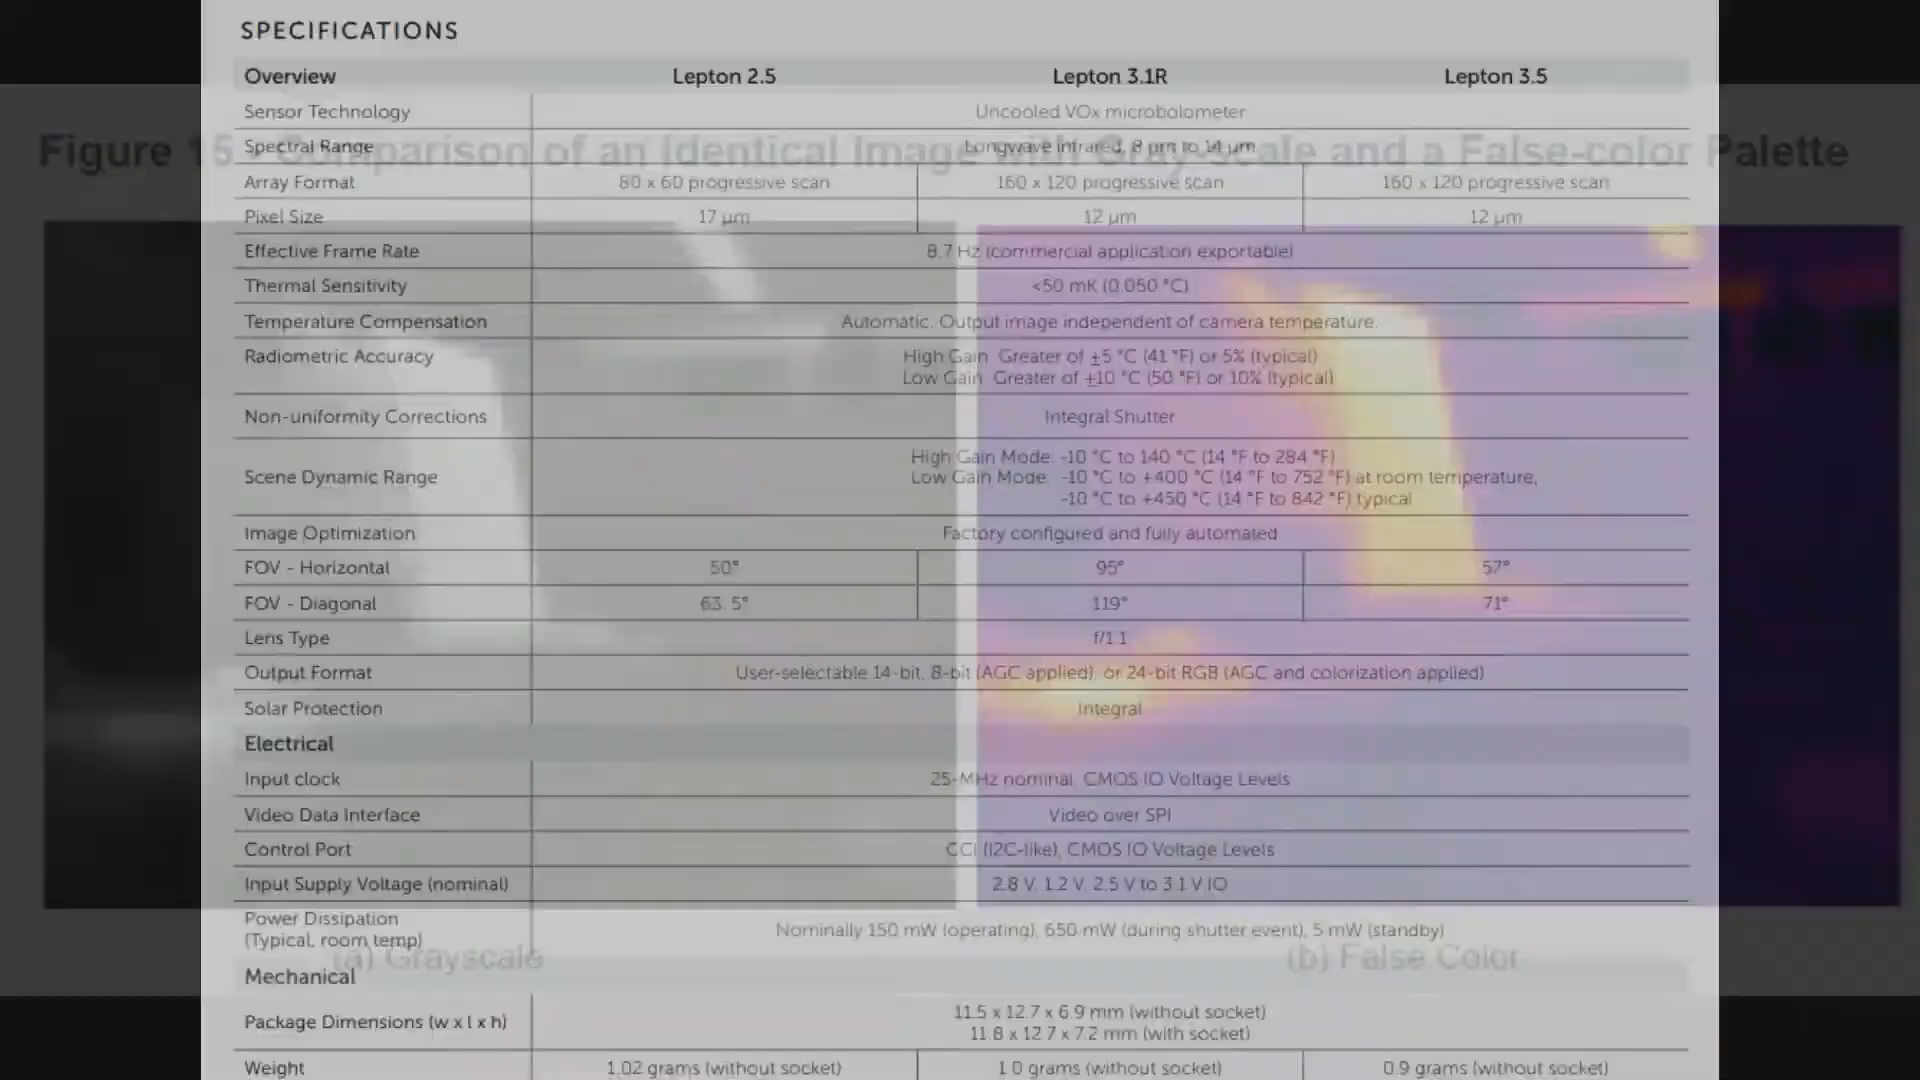 SPECIFICATIONS
Overview Lepton 2.5 Lepton 3.1R Lepton 3.5
Sensor Technology Uncooled VOx microbolometer
Figure 15 - Comparison of an Identical Image with Gray-scale and a False-color Palette
Spectral Range Longwave infrared, 8 µm to 14 µm
Array Format 80 x 60 progressive scan 160 x 120 progressive scan 160 x 120 progressive scan
Pixel Size 17 µm 12 µm 12 µm
Effective Frame Rate 8.7 Hz (commercial application exportable)
Thermal Sensitivity <50 mK (0.050 °C)
Temperature Compensation Automatic. Output image independent of camera temperature.
Radiometric Accuracy High Gain: Greater of ±5 °C (41 °F) or 5% (typical)
Low Gain: Greater of ±10 °C (50 °F) or 10% (typical)
Non-uniformity Corrections Integral Shutter
Scene Dynamic Range High Gain Mode: -10 °C to 140 °C (14 °F to 284 °F)
Low Gain Mode: -10 °C to +400 °C (14 °F to 752 °F) at room temperature,
-10 °C to +450 °C (14 °F to 842 °F) typical
Image Optimization Factory configured and fully automated
FOV - Horizontal 50° 95° 57°
FOV - Diagonal 63. 5° 119° 71°
Lens Type f/1.1
Output Format User-selectable 14-bit, 8-bit (AGC applied), or 24-bit RGB (AGC and colorization applied)
Solar Protection Integral
Electrical
Input clock 25-MHz nominal, CMOS IO Voltage Levels
Video Data Interface Video over SPI
Control Port CCI (I2C-like), CMOS IO Voltage Levels
Input Supply Voltage (nominal) 2.8 V, 1.2 V, 2.5 V to 3.1 V IO
Power Dissipation
(Typical, room temp) Nominally 150 mW (operating), 650 mW (during shutter event), 5 mW (standby)
(a) Grayscale (b) False Color
Mechanical
Package Dimensions (w x l x h) 11.5 x 12.7 x 6.9 mm (without socket)
11.8 x 12.7 x 7.2 mm (with socket)
Weight 1.02 grams (without socket) 1.0 grams (without socket) 0.9 grams (without socket)